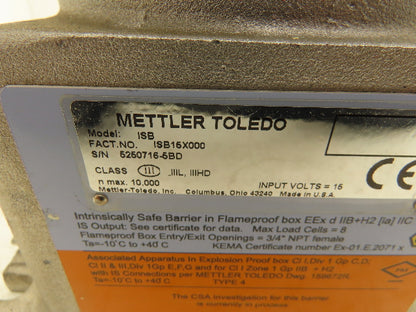 METTLER TOLEDO
Model: ISB
FACT.NO. ISB15X000
S/N 5250716-5BD
CLASS III ,IIIL, IIIHD
n max. 10,000
INPUT VOLTS = 15
Mettler-Toledo, Inc. Columbus, Ohio 43240 Made in U.S.A.
CE
Intrinsically Safe Barrier in Flameproof box EEx d IIB+H2 [ia] IIC
IS Output: See certificate for data. Max Load Cells = 8
Flameproof Box Entry/Exit Openings = 3/4" NPT female
Ta=-10°C to +40°C KEMA Certificate number Ex-01.E.2071 x
Associated Apparatus in Explosion Proof box Cl I,Div 1 Gp C,D;
Cl II & III,Div 1Gp E,F,G and for Cl I Zone 1 Gp IIB + H2
with IS Connections per METTLER TOLEDO Dwg.
Ta=-10°C to +40°C TYPE 4
The CSA investigation for this barrier
is currently in process.